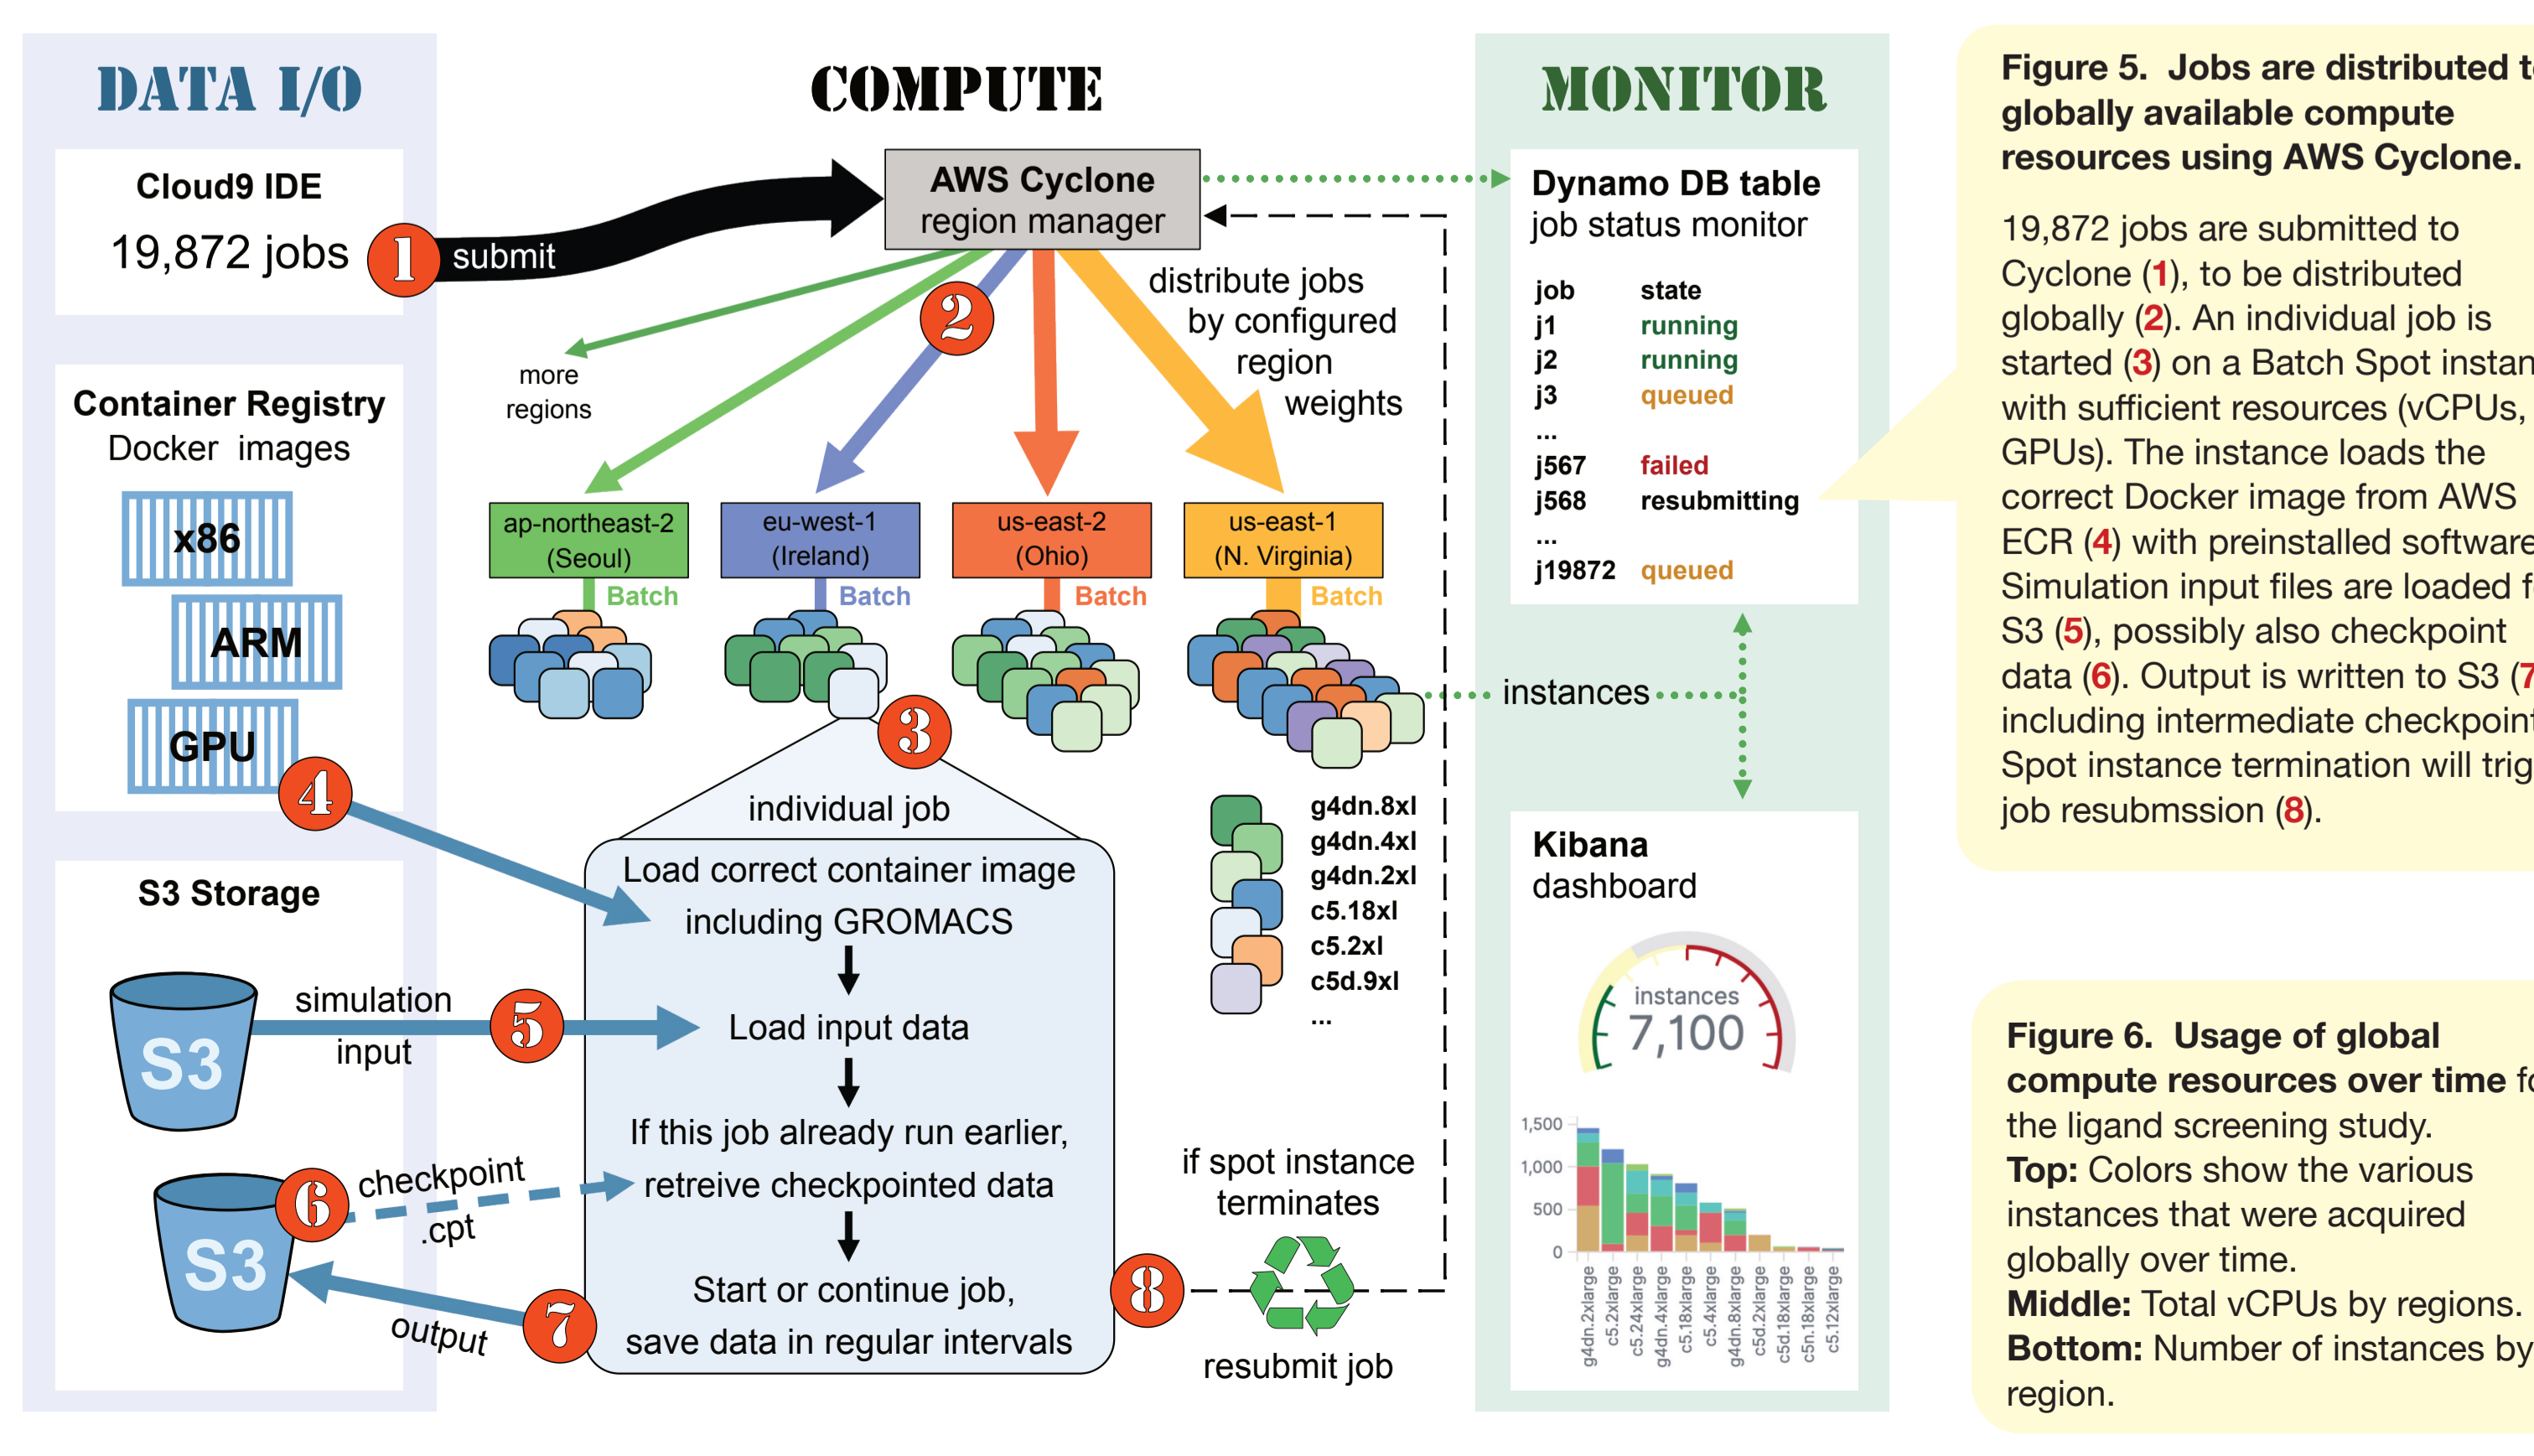 DATA I/O
Cloud9 IDE
19,872 jobs
1
submit
Container Registry
Docker images
x86
ARM
GPU
4
S3 Storage
simulation
input
5
S3
6
checkpoint
.cpt
S3
output
7
COMPUTE
AWS Cyclone
region manager
2
distribute jobs
by configured
region
weights
more
regions
ap-northeast-2
(Seoul)
eu-west-1
(Ireland)
us-east-2
(Ohio)
us-east-1
(N. Virginia)
Batch
Batch
Batch
Batch
3
individual job
Load correct container image
including GROMACS
Load input data
If this job already run earlier,
retreive checkpointed data
Start or continue job,
save data in regular intervals
g4dn.8xl
g4dn.4xl
g4dn.2xl
c5.18xl
c5.2xl
c5d.9xl
...
if spot instance
terminates
8
resubmit job
MONITOR
Dynamo DB table
job status monitor
job state
j1 running
j2 running
j3 queued
...
j567 failed
j568 resubmitting
...
j19872 queued
instances
Kibana
dashboard
instances
7,100
1,500
1,000
500
0
g4dn.2xlarge
c5.2xlarge
c5.24xlarge
g4dn.4xlarge
c5.18xlarge
c5.4xlarge
g4dn.8xlarge
c5d.2xlarge
c5d.18xlarge
c5n.18xlarge
c5.12xlarge
Figure 5. Jobs are distributed t
globally available compute
resources using AWS Cyclone.
19,872 jobs are submitted to
Cyclone (1), to be distributed
globally (2). An individual job is
started (3) on a Batch Spot instan
with sufficient resources (vCPUs,
GPUs). The instance loads the
correct Docker image from AWS
ECR (4) with preinstalled software
Simulation input files are loaded f
S3 (5), possibly also checkpoint
data (6). Output is written to S3 (7
including intermediate checkpoint
Spot instance termination will trig
job resubmssion (8).
Figure 6. Usage of global
compute resources over time fo
the ligand screening study.
Top: Colors show the various
instances that were acquired
globally over time.
Middle: Total vCPUs by regions.
Bottom: Number of instances by
region.